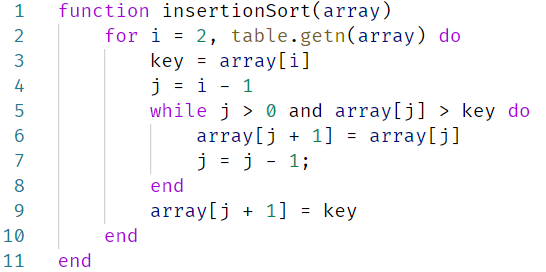 1 function insertionSort(array)
2     for i = 2, table.getn(array) do
3         key = array[i]
4         j = i - 1
5         while j > 0 and array[j] > key do
6             array[j + 1] = array[j]
7             j = j - 1;
8         end
9         array[j + 1] = key
10     end
11 end